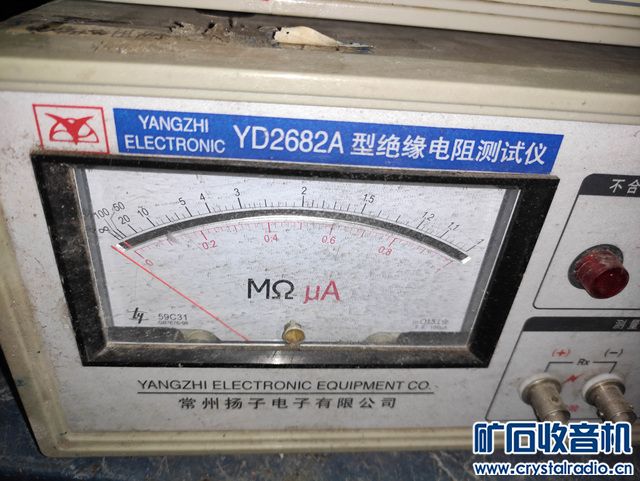 YANGZHI
ELECTRONIC
YD2682A 型绝缘电阻测试仪
不合
∞ 100 50 20 10 5 4 3 2 1.5 1.2 1.1 1
0 0.2 0.4 0.6 0.8
MΩ μA
59C31
测量
(+) Rx (-)
YANGZHI ELECTRONIC EQUIPMENT CO.
常州扬子电子有限公司
矿石收音机
www.crystalradio.cn